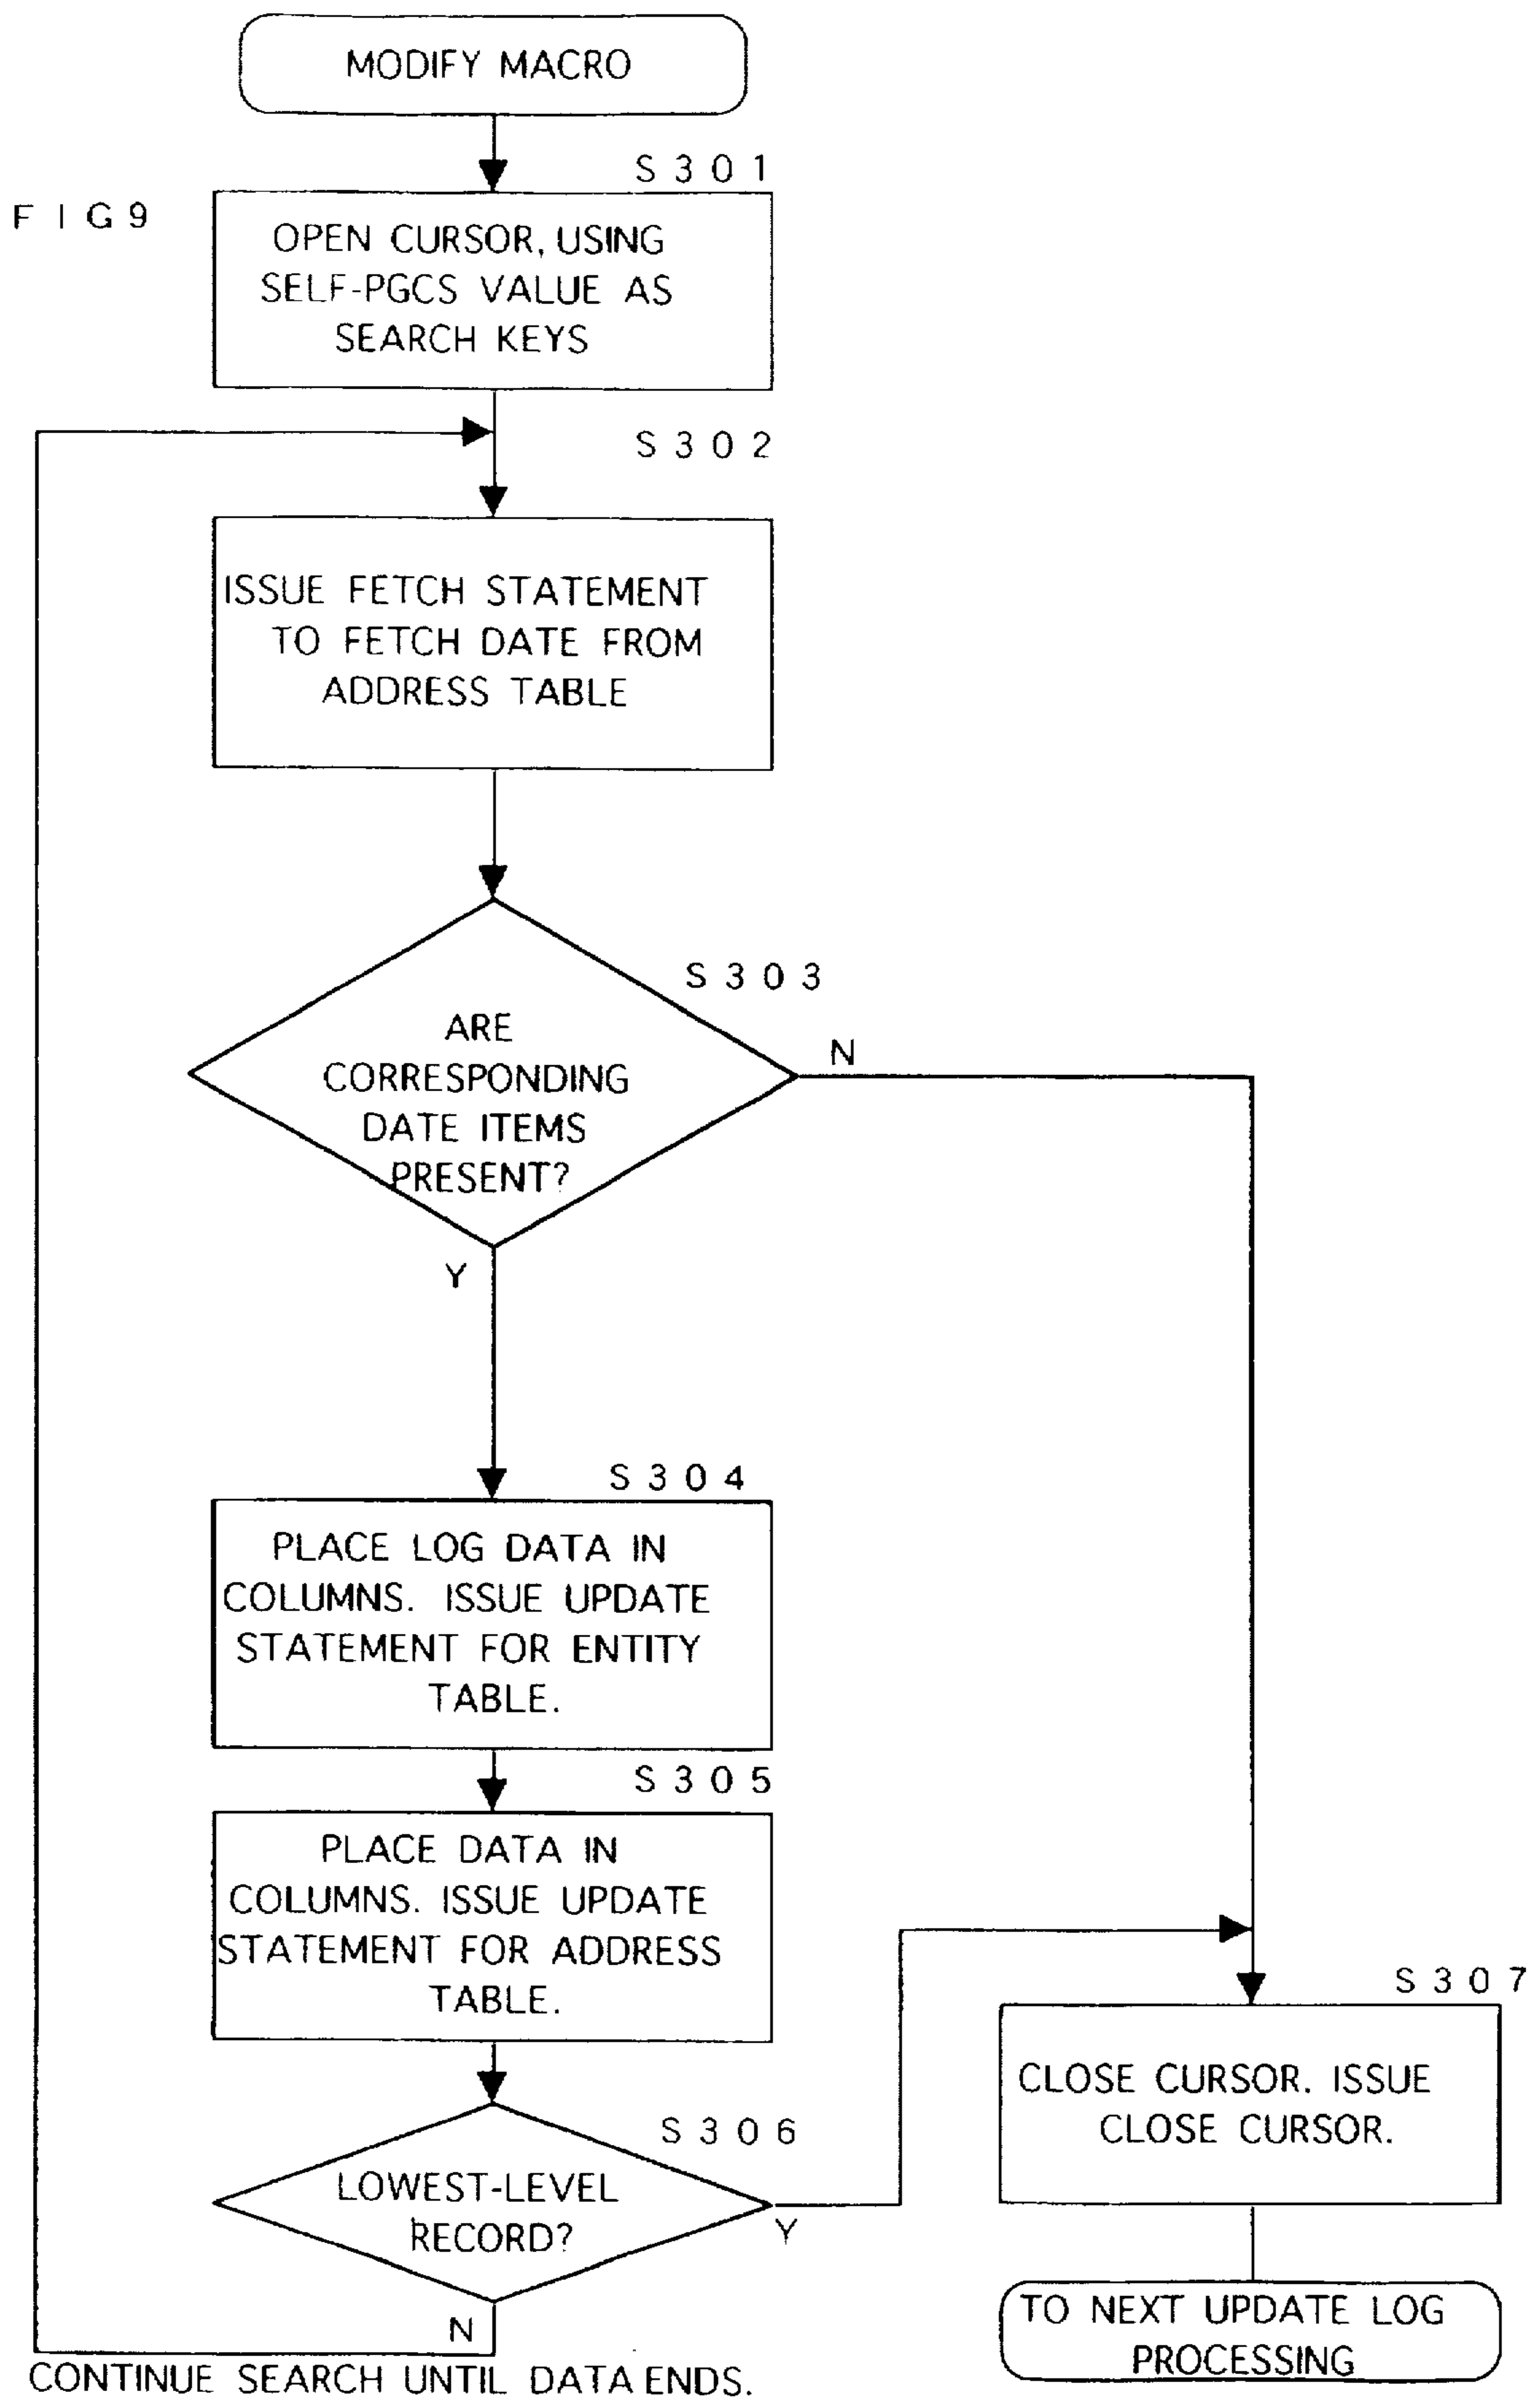 MODIFY MACRO
S301
FIG9
OPEN CURSOR, USING
SELF-PGCS VALUE AS
SEARCH KEYS
S302
ISSUE FETCH STATEMENT
TO FETCH DATE FROM
ADDRESS TABLE
S303
ARE
CORRESPONDING
DATE ITEMS
PRESENT?
N
Y
S304
PLACE LOG DATA IN
COLUMNS. ISSUE UPDATE
STATEMENT FOR ENTITY
TABLE.
S305
PLACE DATA IN
COLUMNS. ISSUE UPDATE
STATEMENT FOR ADDRESS
TABLE.
S306
LOWEST-LEVEL
RECORD?
Y
N
CONTINUE SEARCH UNTIL DATA ENDS.
S307
CLOSE CURSOR. ISSUE
CLOSE CURSOR.
TO NEXT UPDATE LOG
PROCESSING